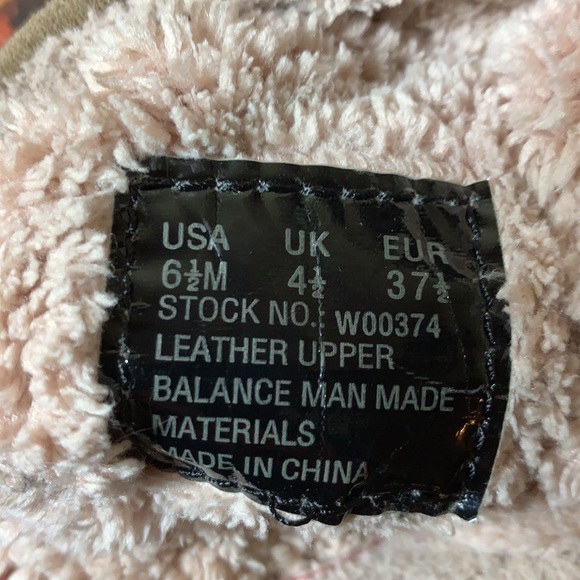 USA UK EUR
6½M 4½ 37½
STOCK NO.: W00374
LEATHER UPPER
BALANCE MAN MADE
MATERIALS
MADE IN CHINA